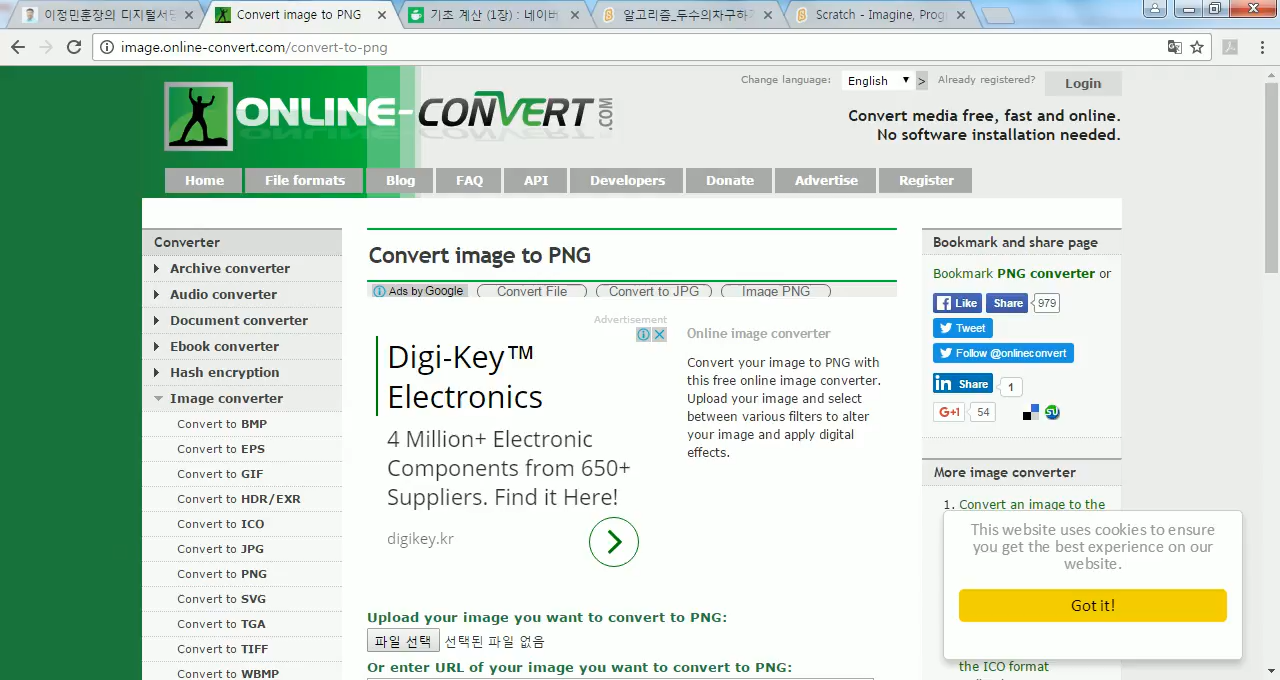 이정민훈장의 디지털서당
Convert image to PNG
기초 계산 (1장) : 네이버
알고리즘_두수의차구하기
Scratch - Imagine, Prog
image.online-convert.com/convert-to-png
ONLINE-CONVERT.COM
Change language: English > Already registered? Login
Convert media free, fast and online.
No software installation needed.
Home File formats Blog FAQ API Developers Donate Advertise Register
Converter
Archive converter
Audio converter
Document converter
Ebook converter
Hash encryption
Image converter
Convert to BMP
Convert to EPS
Convert to GIF
Convert to HDR/EXR
Convert to ICO
Convert to JPG
Convert to PNG
Convert to SVG
Convert to TGA
Convert to TIFF
Convert to WBMP
Convert image to PNG
Ads by Google Convert File Convert to JPG Image PNG
Advertisement
Digi-Key™
Electronics
4 Million+ Electronic
Components from 650+
Suppliers. Find it Here!
digikey.kr
Online image converter
Convert your image to PNG with
this free online image converter.
Upload your image and select
between various filters to alter
your image and apply digital
effects.
Upload your image you want to convert to PNG:
파일 선택 선택된 파일 없음
Or enter URL of your image you want to convert to PNG:
Bookmark and share page
Bookmark PNG converter or
Like Share 979
Tweet
Follow @onlineconvert
in Share 1
G+1 54
More image converter
1. Convert an image to the
This website uses cookies to ensure
you get the best experience on our
website.
Got it!
the ICO format